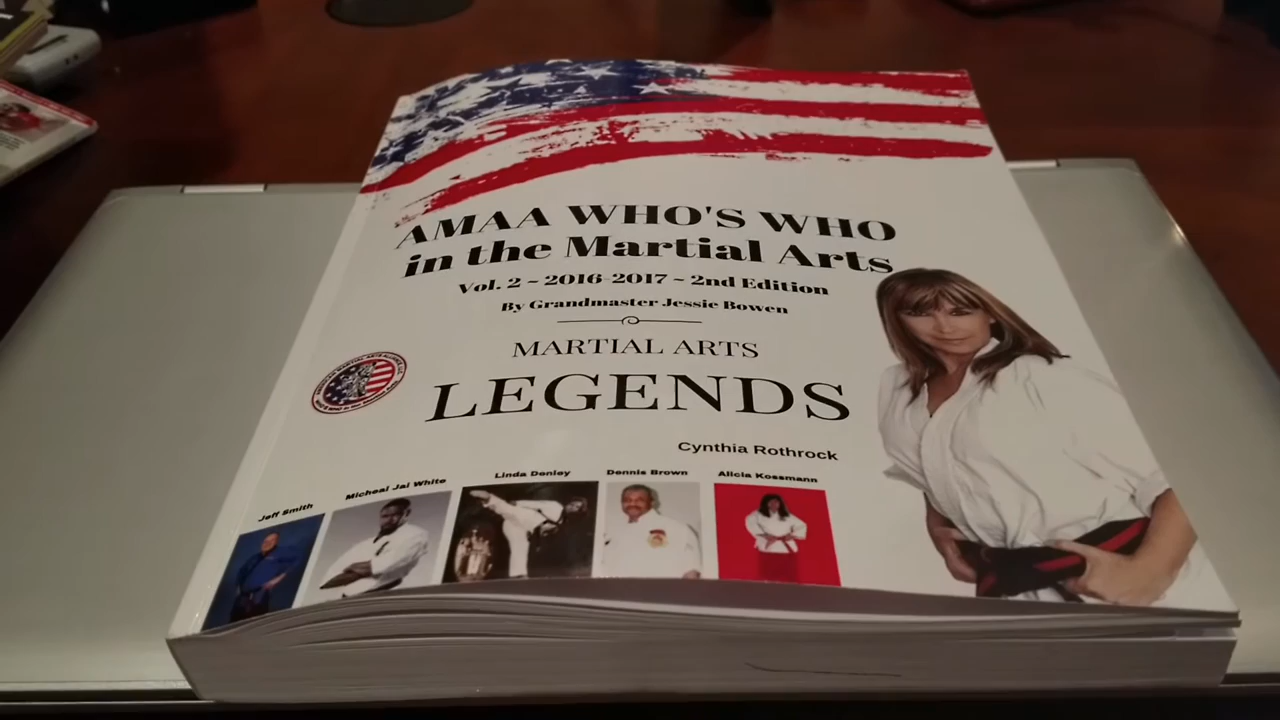 AMAA WHO'S WHO
in the Martial Arts
Vol. 2 ~ 2016-2017 ~ 2nd Edition
By Grandmaster Jessie Bowen
MARTIAL ARTS
LEGENDS
Cynthia Rothrock
Jeff Smith
Micheal Jai White
Linda Denley
Dennis Brown
Alicia Kossmann